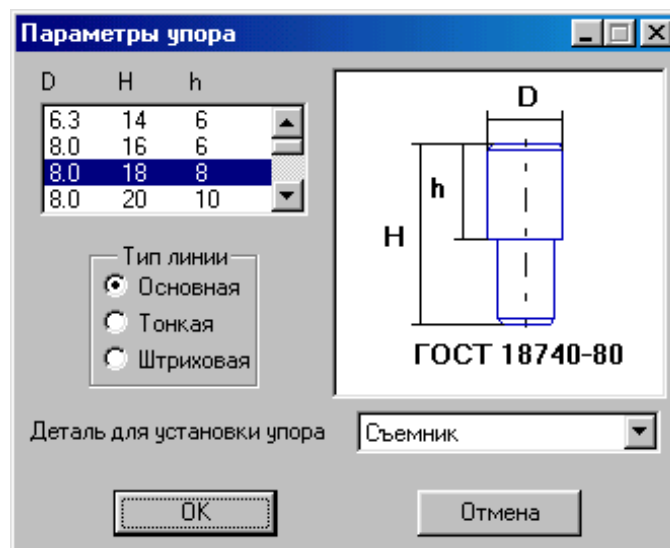 Параметры упора
D H h
6.3 14 6
8.0 16 6
8.0 18 8
8.0 20 10
Тип линии
Основная
Тонкая
Штриховая
D
h
H
ГОСТ 18740-80
Деталь для установки упора
Съемник
OK
Отмена